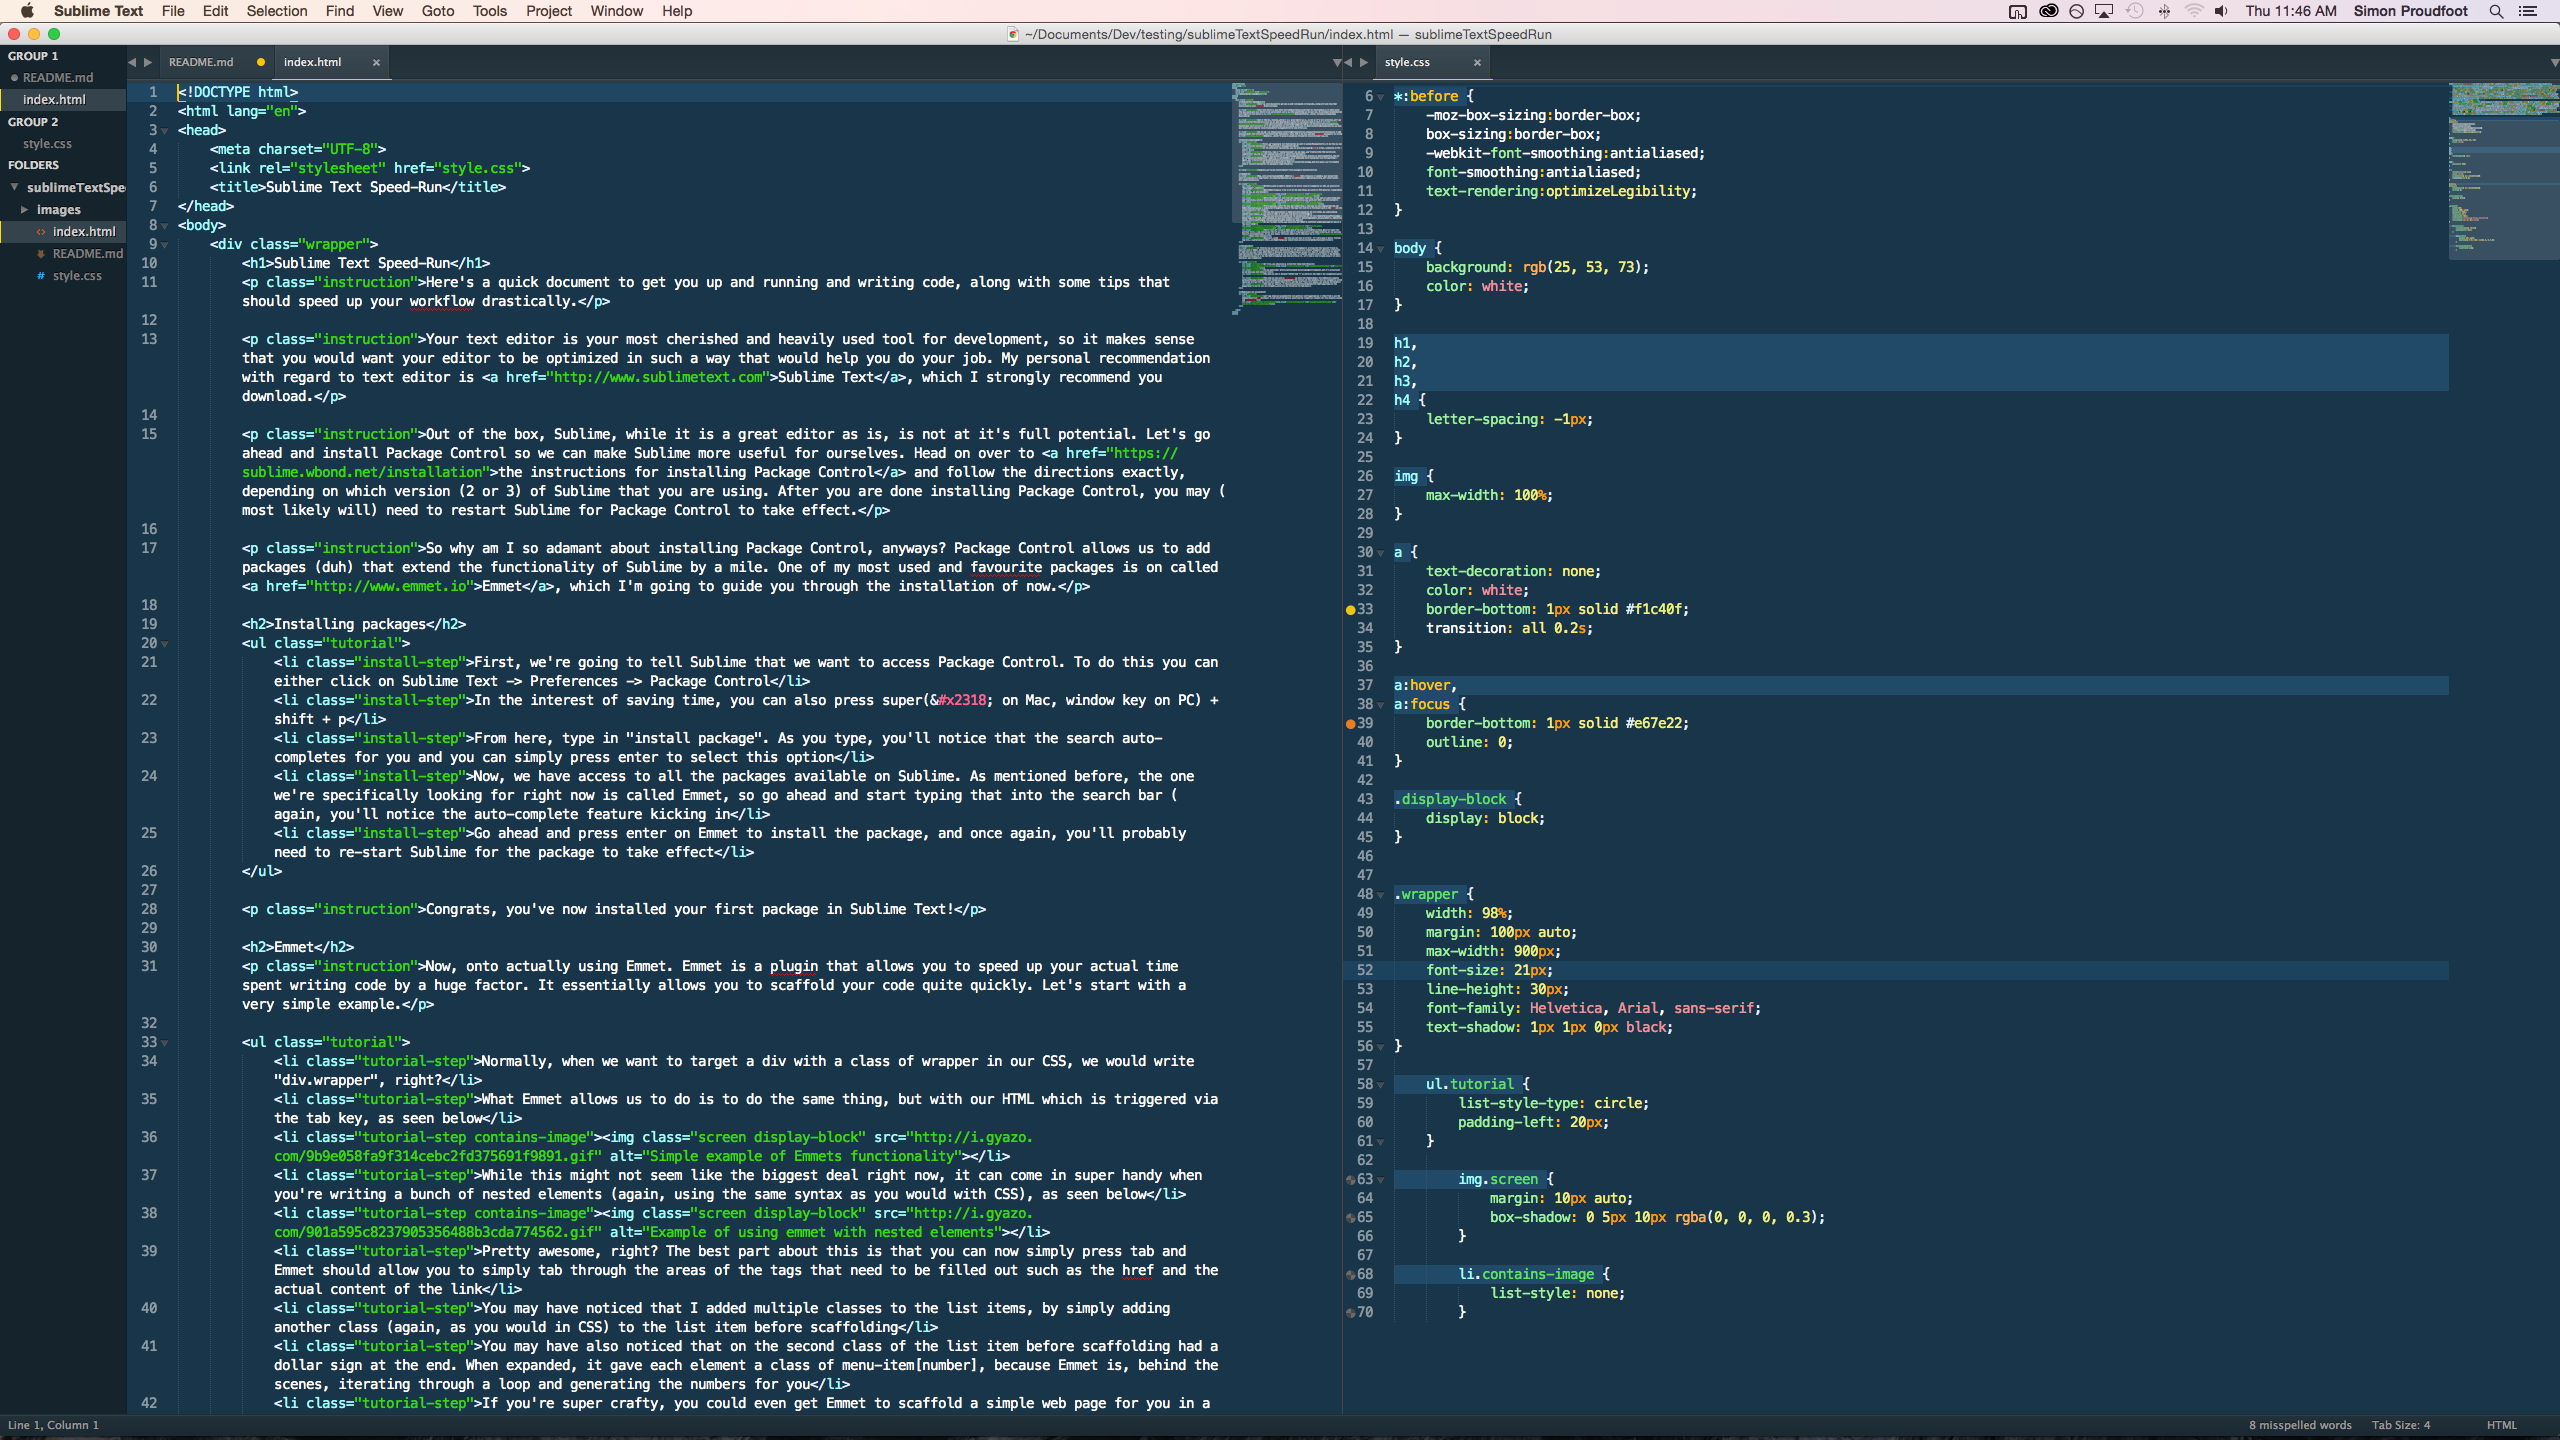 Sublime Text File Edit Selection Find View Goto Tools Project Window Help Thu 11:46 AM Simon Proudfoot
~/Documents/Dev/testing/sublimeTextSpeedRun/index.html — sublimeTextSpeedRun
GROUP 1
README.md
index.html
GROUP 2
style.css
FOLDERS
sublimeTextSpe
images
index.html
README.md
style.css
README.md index.html
1 <!DOCTYPE html>
2 <html lang="en">
3 <head>
4 <meta charset="UTF-8">
5 <link rel="stylesheet" href="style.css">
6 <title>Sublime Text Speed-Run</title>
7 </head>
8 <body>
9 <div class="wrapper">
10 <h1>Sublime Text Speed-Run</h1>
11 <p class="instruction">Here's a quick document to get you up and running and writing code, along with some tips that
should speed up your workflow drastically.</p>
12
13 <p class="instruction">Your text editor is your most cherished and heavily used tool for development, so it makes sense
that you would want your editor to be optimized in such a way that would help you do your job. My personal recommendation
with regard to text editor is <a href="http://www.sublimetext.com">Sublime Text</a>, which I strongly recommend you
download.</p>
14
15 <p class="instruction">Out of the box, Sublime, while it is a great editor as is, is not at it's full potential. Let's go
ahead and install Package Control so we can make Sublime more useful for ourselves. Head on over to <a href="https://
sublime.wbond.net/installation">the instructions for installing Package Control</a> and follow the directions exactly,
depending on which version (2 or 3) of Sublime that you are using. After you are done installing Package Control, you may (
most likely will) need to restart Sublime for Package Control to take effect.</p>
16
17 <p class="instruction">So why am I so adamant about installing Package Control, anyways? Package Control allows us to add
packages (duh) that extend the functionality of Sublime by a mile. One of my most used and favourite packages is on called
<a href="http://www.emmet.io">Emmet</a>, which I'm going to guide you through the installation of now.</p>
18
19 <h2>Installing packages</h2>
20 <ul class="tutorial">
21 <li class="install-step">First, we're going to tell Sublime that we want to access Package Control. To do this you can
either click on Sublime Text -> Preferences -> Package Control</li>
22 <li class="install-step">In the interest of saving time, you can also press super(&#x2318; on Mac, window key on PC) +
shift + p</li>
23 <li class="install-step">From here, type in "install package". As you type, you'll notice that the search auto-
completes for you and you can simply press enter to select this option</li>
24 <li class="install-step">Now, we have access to all the packages available on Sublime. As mentioned before, the one
we're specifically looking for right now is called Emmet, so go ahead and start typing that into the search bar (
again, you'll notice the auto-complete feature kicking in</li>
25 <li class="install-step">Go ahead and press enter on Emmet to install the package, and once again, you'll probably
need to re-start Sublime for the package to take effect</li>
26 </ul>
27
28 <p class="instruction">Congrats, you've now installed your first package in Sublime Text!</p>
29
30 <h2>Emmet</h2>
31 <p class="instruction">Now, onto actually using Emmet. Emmet is a plugin that allows you to speed up your actual time
spent writing code by a huge factor. It essentially allows you to scaffold your code quite quickly. Let's start with a
very simple example.</p>
32
33 <ul class="tutorial">
34 <li class="tutorial-step">Normally, when we want to target a div with a class of wrapper in our CSS, we would write
"div.wrapper", right?</li>
35 <li class="tutorial-step">What Emmet allows us to do is to do the same thing, but with our HTML which is triggered via
the tab key, as seen below</li>
36 <li class="tutorial-step contains-image"><img class="screen display-block" src="http://i.gyazo.
com/9b9e058fa9f314cebc2fd375691f9891.gif" alt="Simple example of Emmets functionality"></li>
37 <li class="tutorial-step">While this might not seem like the biggest deal right now, it can come in super handy when
you're writing a bunch of nested elements (again, using the same syntax as you would with CSS), as seen below</li>
38 <li class="tutorial-step contains-image"><img class="screen display-block" src="http://i.gyazo.
com/901a595c8237905356488b3cda774562.gif" alt="Example of using emmet with nested elements"></li>
39 <li class="tutorial-step">Pretty awesome, right? The best part about this is that you can now simply press tab and
Emmet should allow you to simply tab through the areas of the tags that need to be filled out such as the href and the
actual content of the link</li>
40 <li class="tutorial-step">You may have noticed that I added multiple classes to the list items, by simply adding
another class (again, as you would in CSS) to the list item before scaffolding</li>
41 <li class="tutorial-step">You may have also noticed that on the second class of the list item before scaffolding had a
dollar sign at the end. When expanded, it gave each element a class of menu-item[number], because Emmet is, behind the
scenes, iterating through a loop and generating the numbers for you</li>
42 <li class="tutorial-step">If you're super crafty, you could even get Emmet to scaffold a simple web page for you in a
style.css
6 *:before {
7 -moz-box-sizing:border-box;
8 box-sizing:border-box;
9 -webkit-font-smoothing:antialiased;
10 font-smoothing:antialiased;
11 text-rendering:optimizeLegibility;
12 }
13
14 body {
15 background: rgb(25, 53, 73);
16 color: white;
17 }
18
19 h1,
20 h2,
21 h3,
22 h4 {
23 letter-spacing: -1px;
24 }
25
26 img {
27 max-width: 100%;
28 }
29
30 a {
31 text-decoration: none;
32 color: white;
33 border-bottom: 1px solid #f1c40f;
34 transition: all 0.2s;
35 }
36
37 a:hover,
38 a:focus {
39 border-bottom: 1px solid #e67e22;
40 outline: 0;
41 }
42
43 .display-block {
44 display: block;
45 }
46
47
48 .wrapper {
49 width: 98%;
50 margin: 100px auto;
51 max-width: 900px;
52 font-size: 21px;
53 line-height: 30px;
54 font-family: Helvetica, Arial, sans-serif;
55 text-shadow: 1px 1px 0px black;
56 }
57
58 ul.tutorial {
59 list-style-type: circle;
60 padding-left: 20px;
61 }
62
63 img.screen {
64 margin: 10px auto;
65 box-shadow: 0 5px 10px rgba(0, 0, 0, 0.3);
66 }
67
68 li.contains-image {
69 list-style: none;
70 }
Line 1, Column 1 8 misspelled words Tab Size: 4 HTML